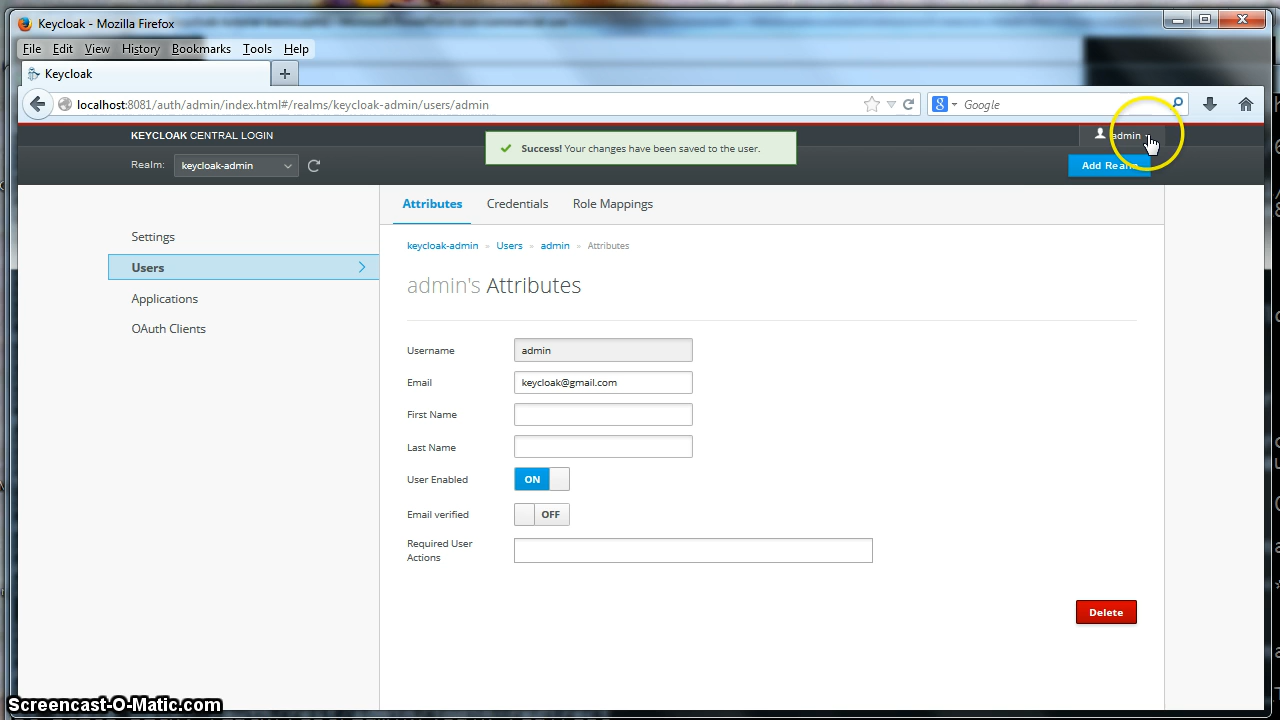 Keycloak - Mozilla Firefox
File Edit View History Bookmarks Tools Help
Keycloak
localhost:8081/auth/admin/index.html#/realms/keycloak-admin/users/admin
Google
KEYCLOAK CENTRAL LOGIN
admin
Success! Your changes have been saved to the user.
Realm: keycloak-admin
Add Realm
Attributes Credentials Role Mappings
Settings
Users
Applications
OAuth Clients
keycloak-admin » Users » admin » Attributes
admin's Attributes
Username admin
Email keycloak@gmail.com
First Name
Last Name
User Enabled ON
Email verified OFF
Required User
Actions
Delete
Screencast-O-Matic.com